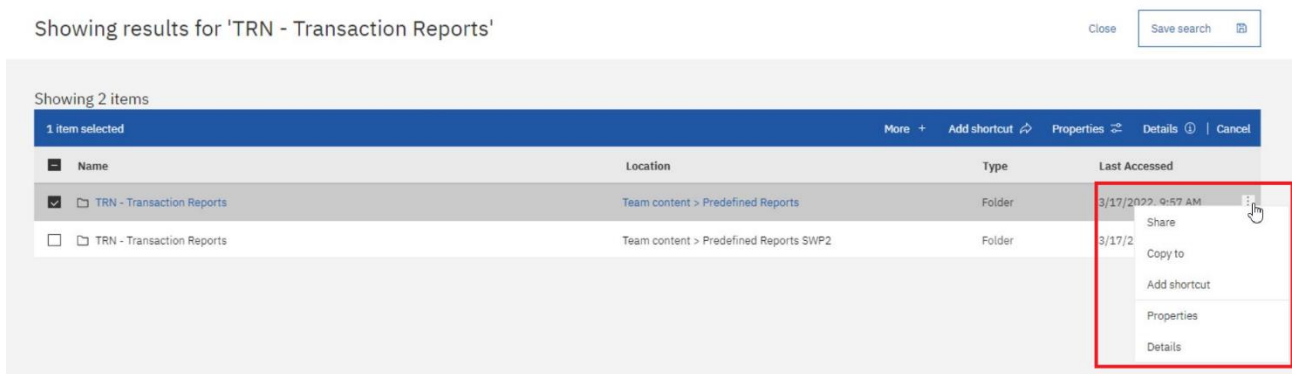 Showing results for 'TRN - Transaction Reports' Close Save search
Showing 2 items
1 item selected More + Add shortcut Properties Details | Cancel
Name Location Type Last Accessed
TRN - Transaction Reports Team content > Predefined Reports Folder 3/17/2022, 9:57 AM
Share
TRN - Transaction Reports Team content > Predefined Reports SWP2 Folder 3/17/2
Copy to
Add shortcut
Properties
Details